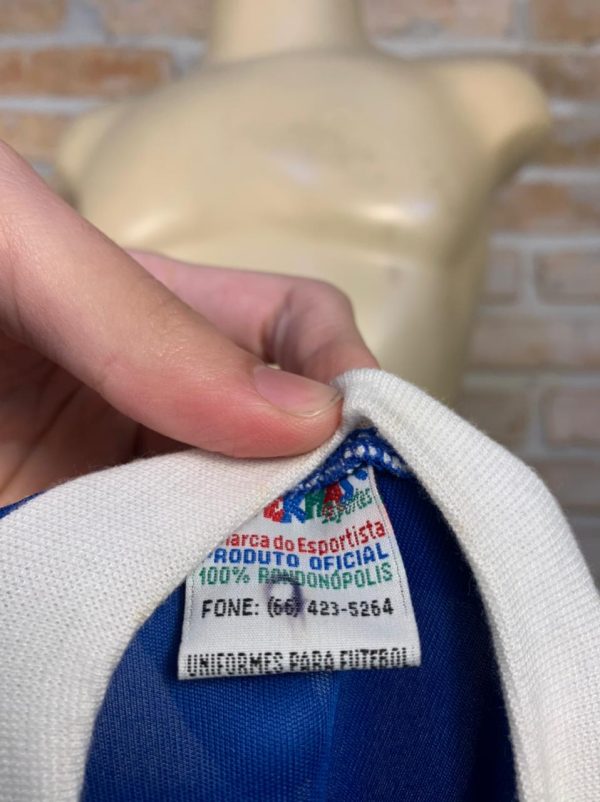 Esportes
Marca do Esportista
PRODUTO OFICIAL
100% RONDONÓPOLIS
FONE: (66) 423-5264
UNIFORMES PARA FUTEBOL